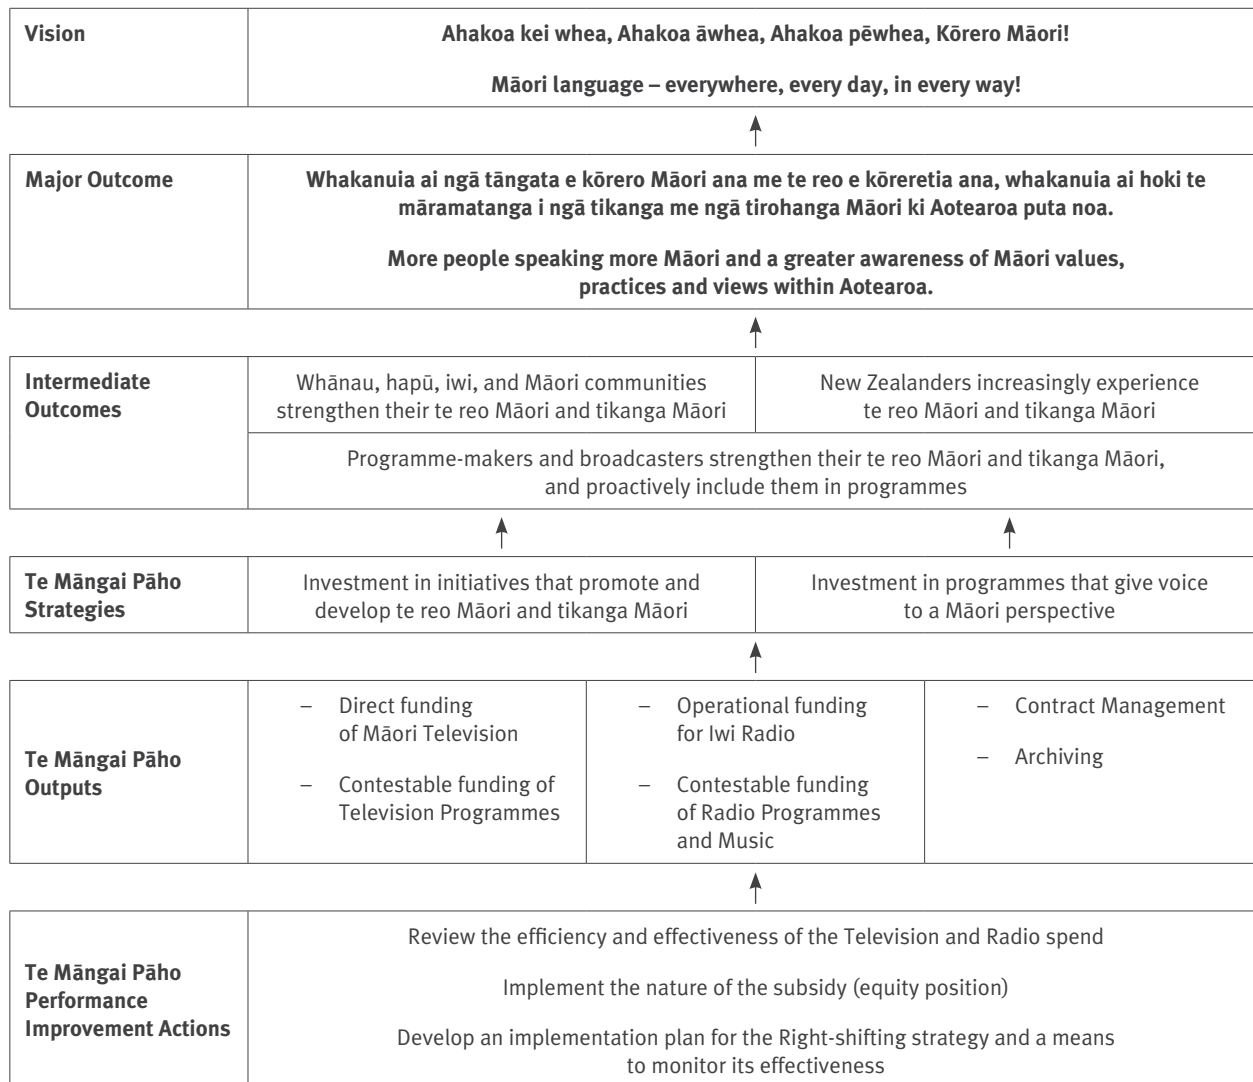 Vision
Ahakoa kei whea, Ahakoa āwhea, Ahakoa pēwhea, Kōrero Māori!
Māori language – everywhere, every day, in every way!
Major Outcome
Whakanuia ai ngā tāngata e kōrero Māori ana me te reo e kōreretia ana, whakanuia ai hoki te
māramatanga i ngā tikanga me ngā tirohanga Māori ki Aotearoa puta noa.
More people speaking more Māori and a greater awareness of Māori values,
practices and views within Aotearoa.
Intermediate
Outcomes
Whānau, hapū, iwi, and Māori communities
strengthen their te reo Māori and tikanga Māori
New Zealanders increasingly experience
te reo Māori and tikanga Māori
Programme-makers and broadcasters strengthen their te reo Māori and tikanga Māori,
and proactively include them in programmes
Te Māngai Pāho
Strategies
Investment in initiatives that promote and
develop te reo Māori and tikanga Māori
Investment in programmes that give voice
to a Māori perspective
Te Māngai Pāho
Outputs
– Direct funding
of Māori Television
– Contestable funding of
Television Programmes
– Operational funding
for Iwi Radio
– Contestable funding
of Radio Programmes
and Music
– Contract Management
– Archiving
Te Māngai Pāho
Performance
Improvement Actions
Review the efficiency and effectiveness of the Television and Radio spend
Implement the nature of the subsidy (equity position)
Develop an implementation plan for the Right-shifting strategy and a means
to monitor its effectiveness